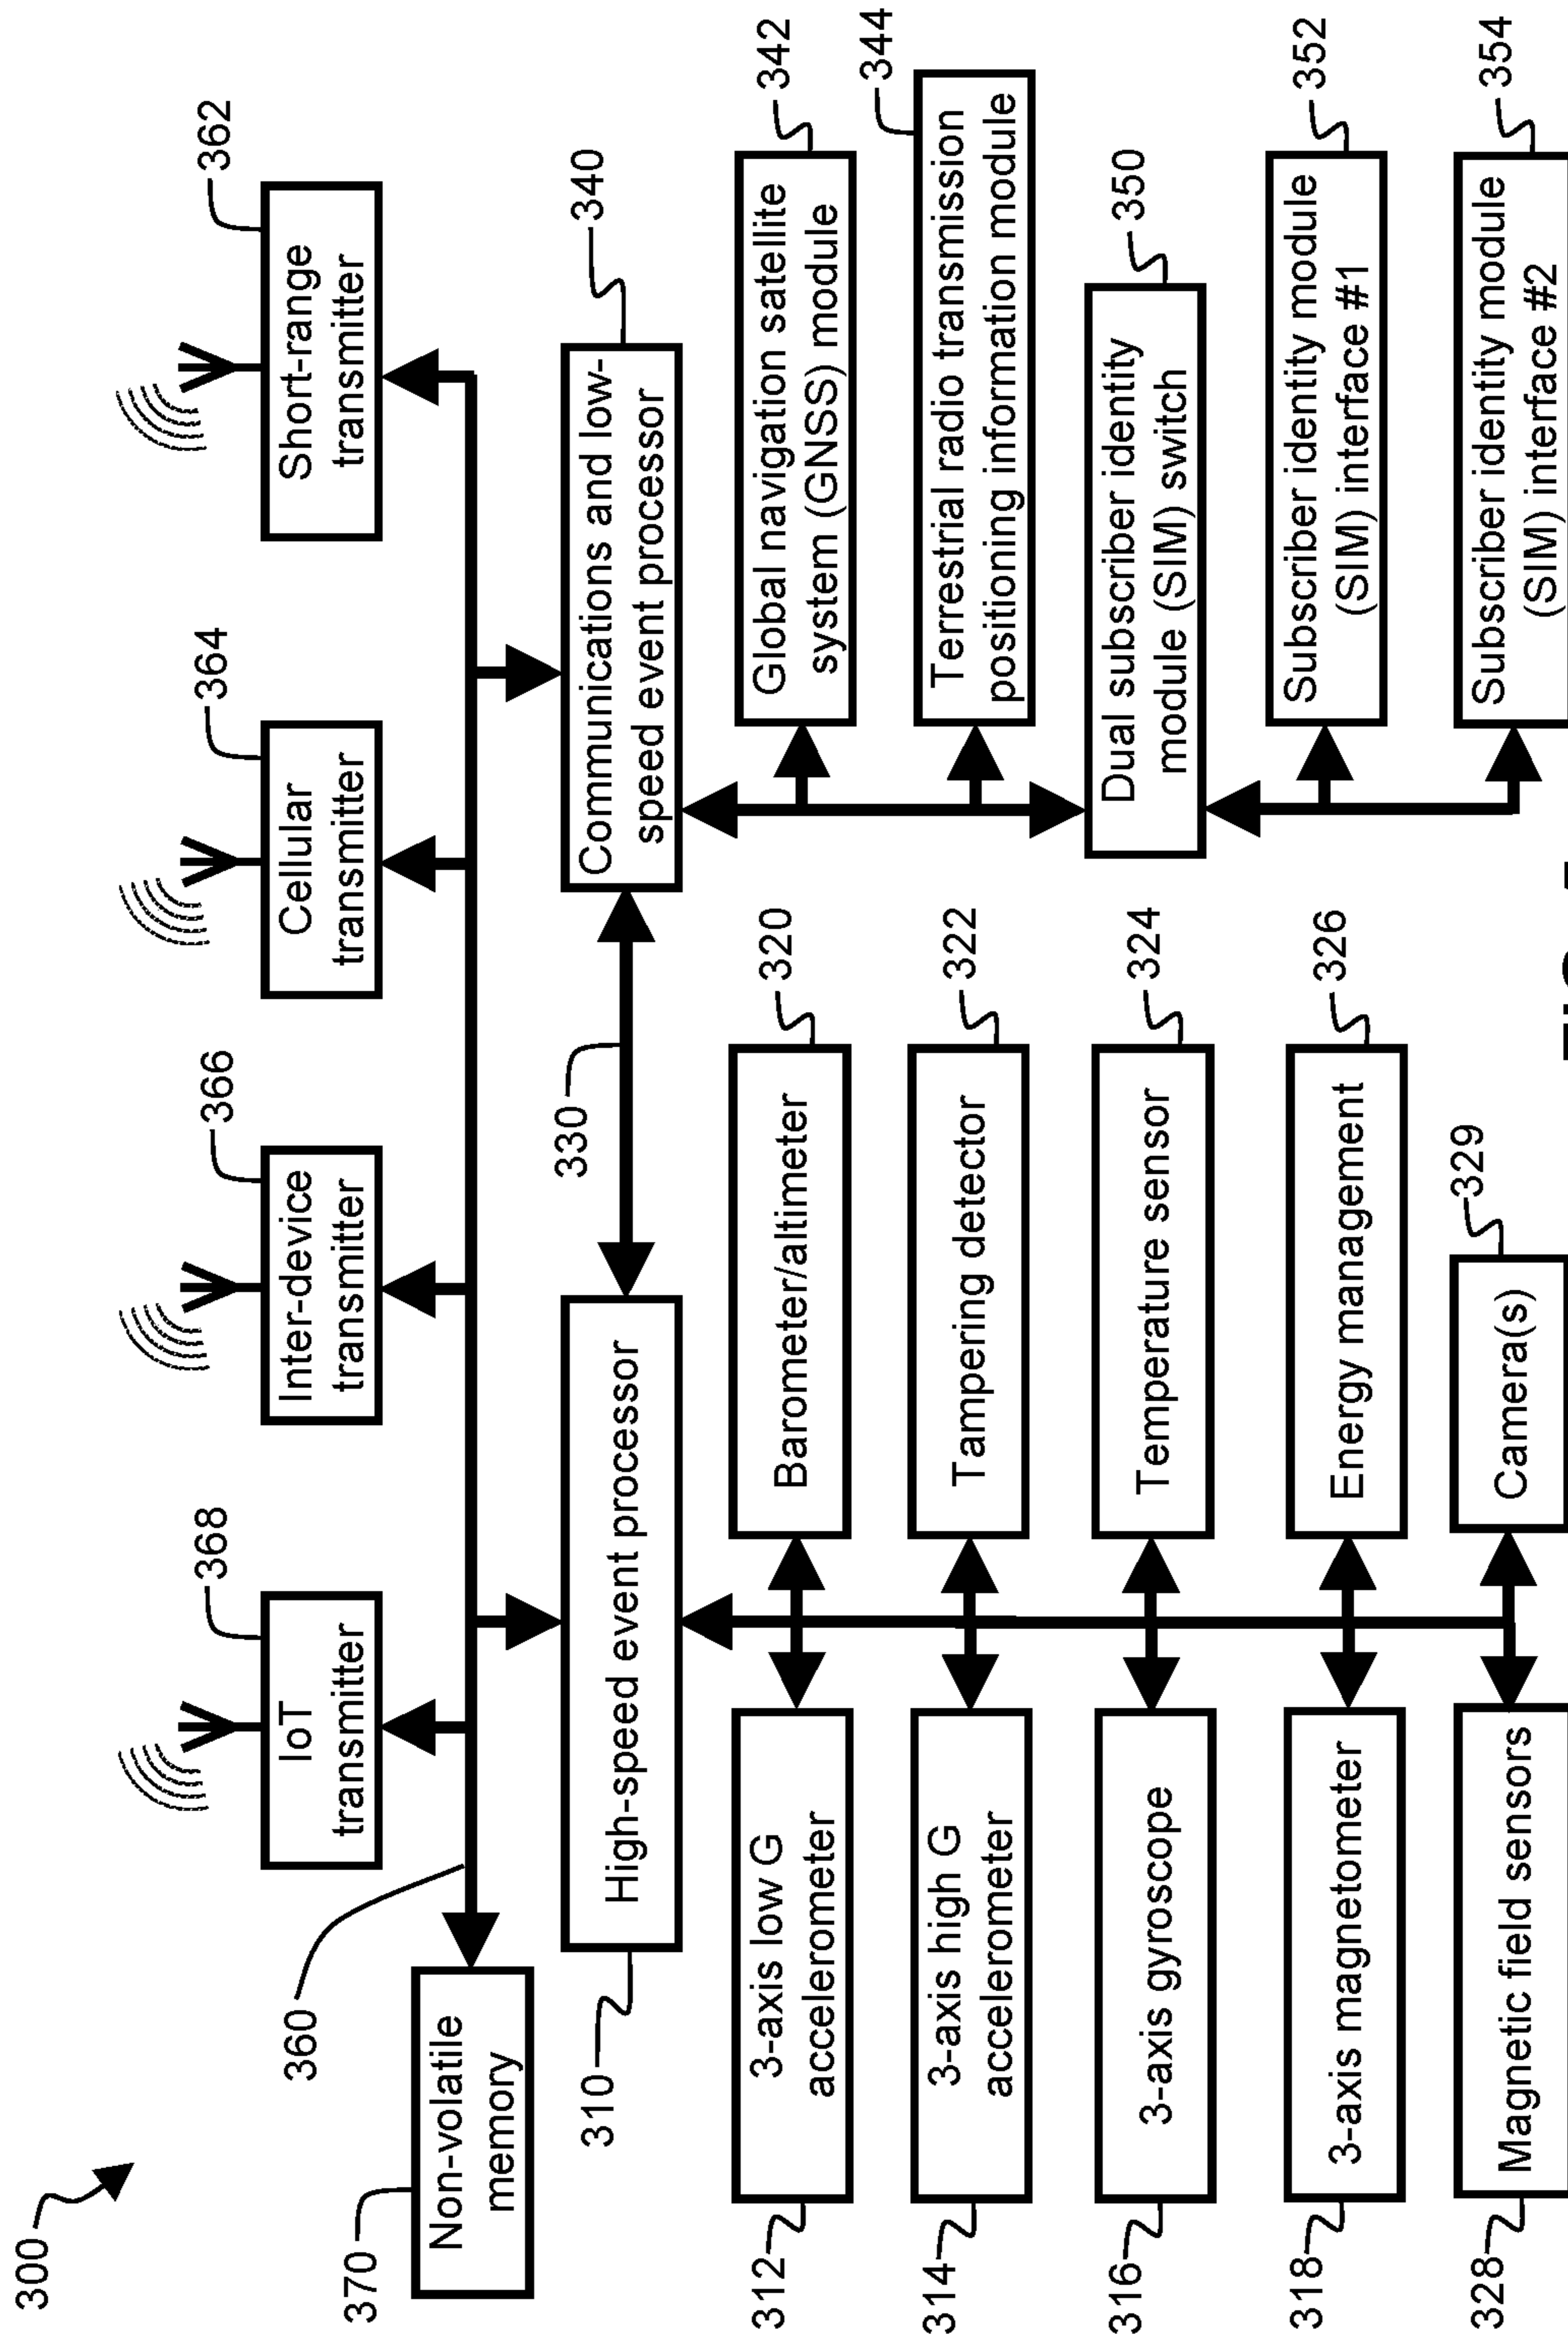 300
368
366
364
362
IoT
transmitter
Inter-device
transmitter
Cellular
transmitter
Short-range
transmitter
370
360
Non-volatile
memory
310
330
340
High-speed event processor
Communications and low-
speed event processor
312
3-axis low G
accelerometer
Barometer/altimeter
320
Global navigation satellite
system (GNSS) module
342
314
3-axis high G
accelerometer
Tampering detector
322
Terrestrial radio transmission
positioning information module
344
316
3-axis gyroscope
Temperature sensor
324
Dual subscriber identity
module (SIM) switch
350
318
3-axis magnetometer
Energy management
326
Subscriber identity module
(SIM) interface #1
352
328
Magnetic field sensors
Camera(s)
329
Subscriber identity module
(SIM) interface #2
354